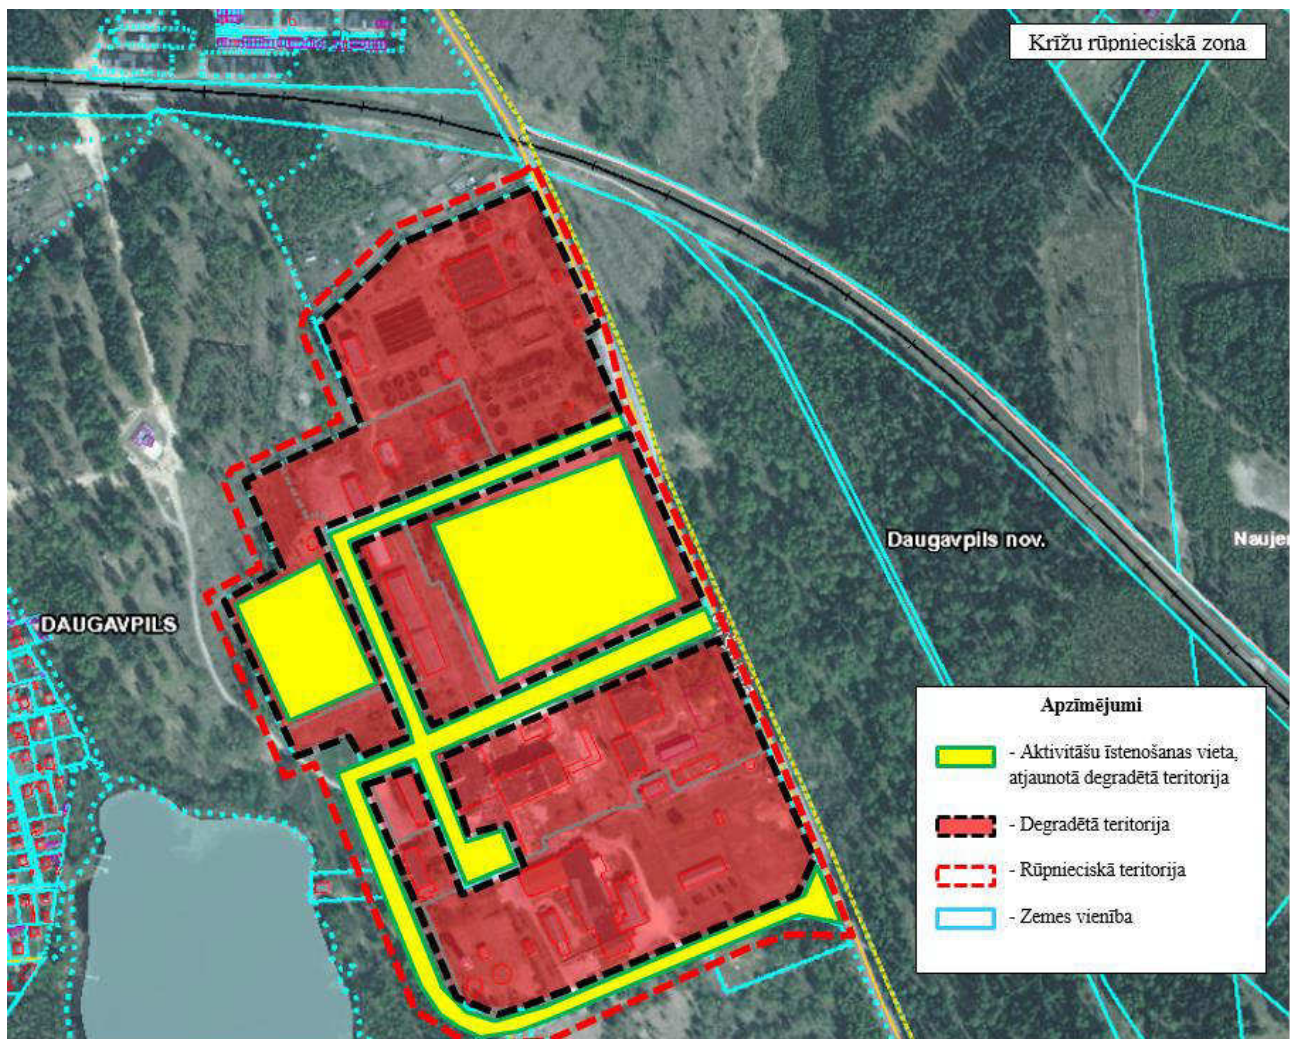 Krīžu rūpnieciskā zona
Daugavpils nov.
Naujen
DAUGAVPILS
Apzīmējumi
- Aktivitāšu īstenošanas vieta,
atjaunotā degradētā teritorija
- Degradētā teritorija
- Rūpnieciskā teritorija
- Zemes vienība